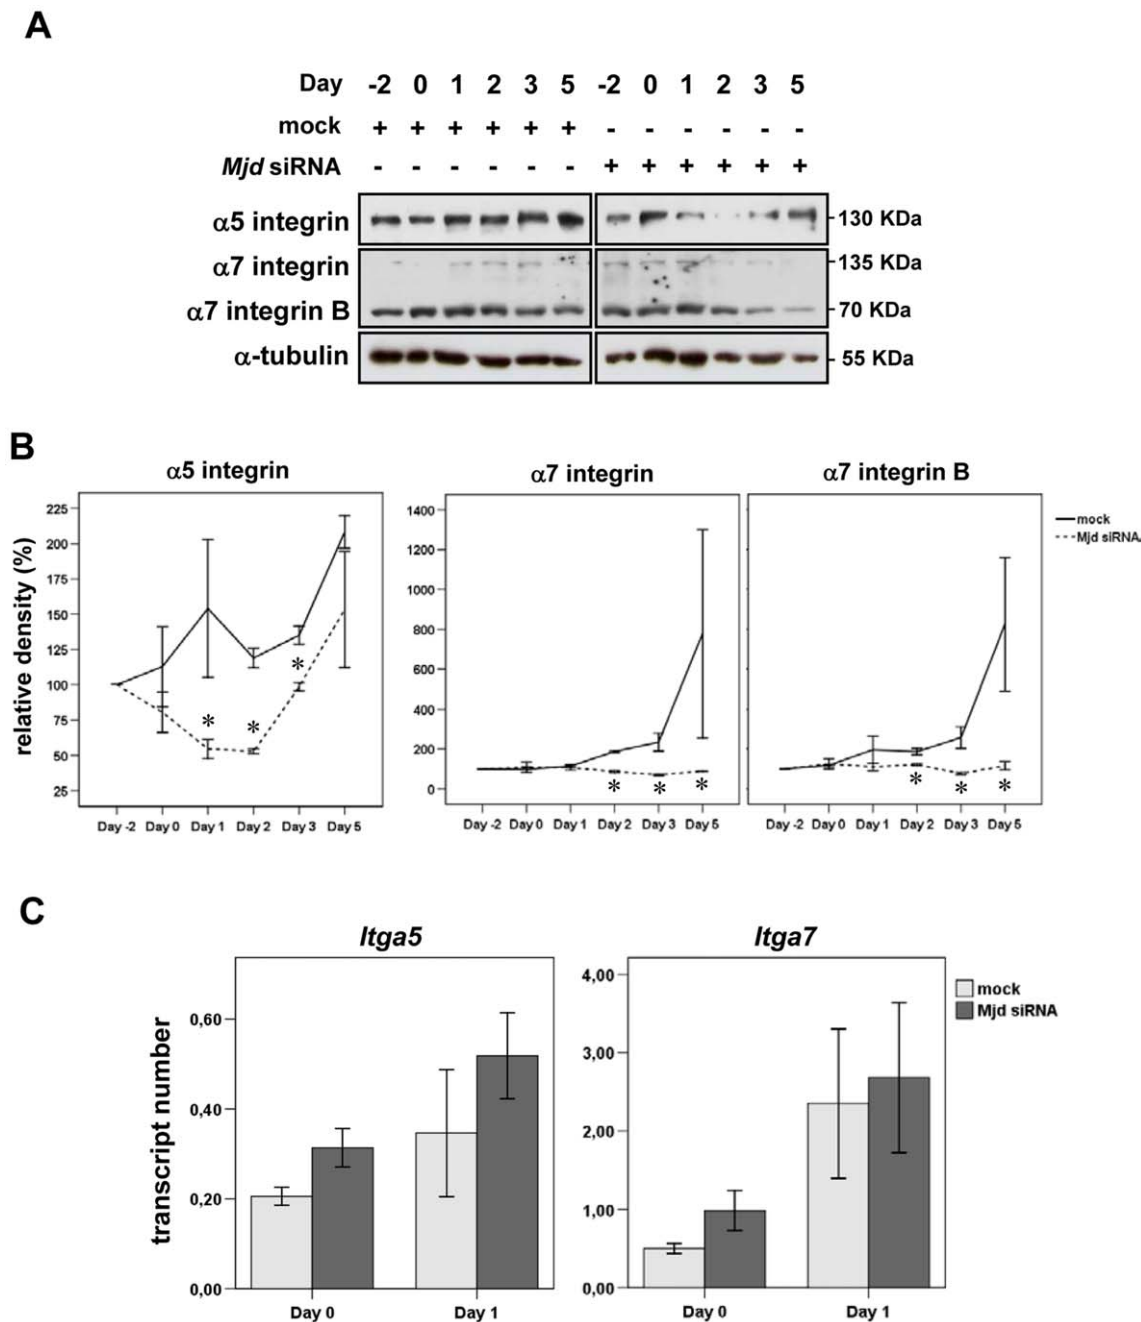 A
Day -2 0 1 2 3 5 -2 0 1 2 3 5
mock + + + + + + - - - - - -
Mjd siRNA - - - - - - + + + + + +
α5 integrin - 130 KDa
α7 integrin - 135 KDa
α7 integrin B - 70 KDa
α-tubulin - 55 KDa
B
α5 integrin α7 integrin α7 integrin B
relative density (%)
225
200
175
150
125
100
75
50
25
* * *
Day -2 Day 0 Day 1 Day 2 Day 3 Day 5
1400
1200
1000
800
600
400
200
0
* * *
Day -2 Day 0 Day 1 Day 2 Day 3 Day 5
* * *
Day -2 Day 0 Day 1 Day 2 Day 3 Day 5
mock
Mjd siRNA
C
Itga5 Itga7
transcript number
0,60
0,40
0,20
0,00
Day 0 Day 1
4,00
3,00
2,00
1,00
0,00
Day 0 Day 1
mock
Mjd siRNA